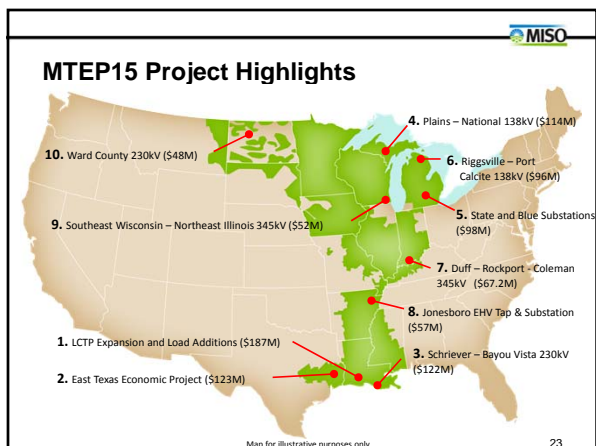 MISO
MTEP15 Project Highlights
4. Plains – National 138kV ($114M)
10. Ward County 230kV ($48M)
6. Riggsville – Port
Calcite 138kV ($96M)
9. Southeast Wisconsin – Northeast Illinois 345kV ($52M)
5. State and Blue Substations
($98M)
7. Duff – Rockport - Coleman
345kV ($67.2M)
8. Jonesboro EHV Tap & Substation
($57M)
1. LCTP Expansion and Load Additions ($187M)
3. Schriever – Bayou Vista 230kV
($122M)
2. East Texas Economic Project ($123M)
Map for illustrative purposes only
23